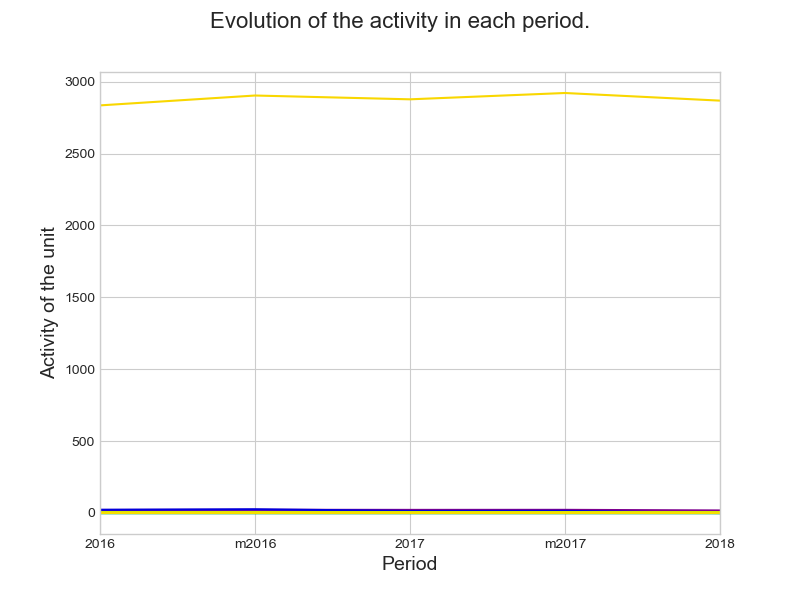 Evolution of the activity in each period.
3000
2500
2000
1500
1000
500
0
Activity of the unit
2016
m2016
2017
m2017
2018
Period